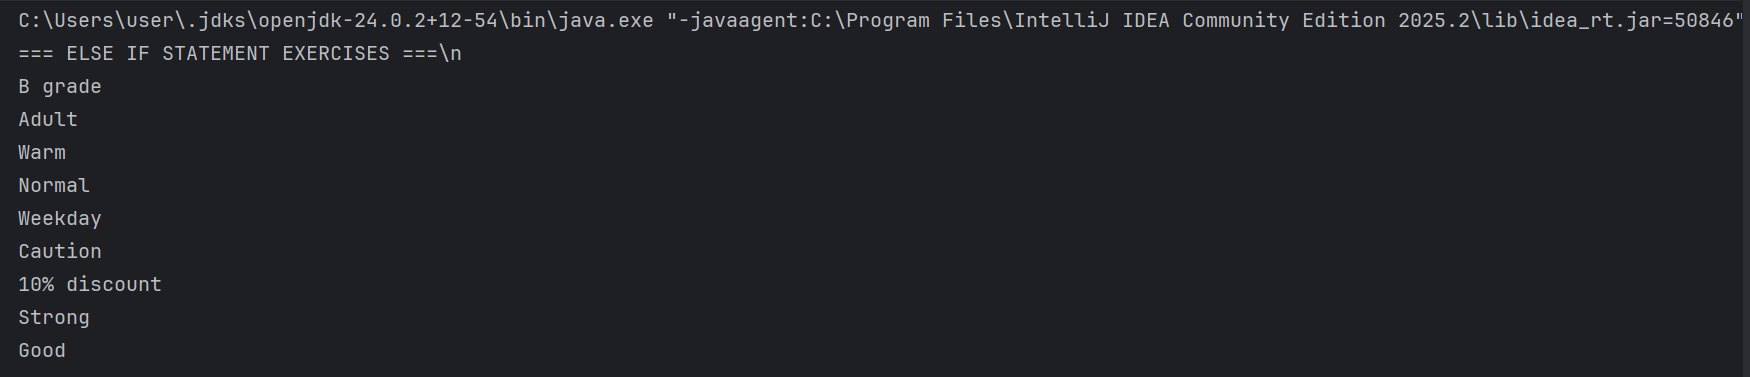 C:\Users\user\.jdks\openjdk-24.0.2+12-54\bin\java.exe "-javaagent:C:\Program Files\IntelliJ IDEA Community Edition 2025.2\lib\idea_rt.jar=50846"
=== ELSE IF STATEMENT EXERCISES ===\n
B grade
Adult
Warm
Normal
Weekday
Caution
10% discount
Strong
Good